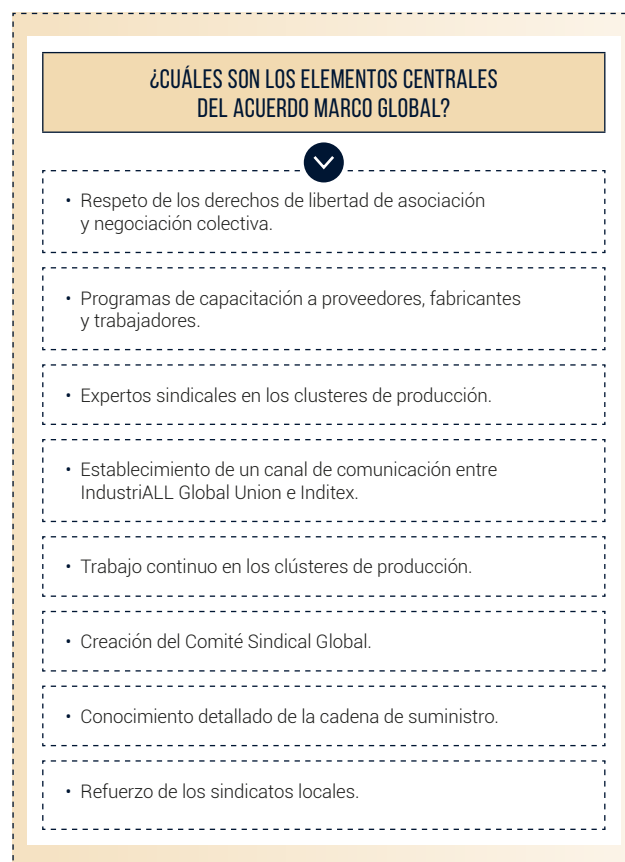 ¿CUÁLES SON LOS ELEMENTOS CENTRALES
DEL ACUERDO MARCO GLOBAL?
• Respeto de los derechos de libertad de asociación
y negociación colectiva.
• Programas de capacitación a proveedores, fabricantes
y trabajadores.
• Expertos sindicales en los clusteres de producción.
• Establecimiento de un canal de comunicación entre
IndustriALL Global Union e Inditex.
• Trabajo continuo en los clústeres de producción.
• Creación del Comité Sindical Global.
• Conocimiento detallado de la cadena de suministro.
• Refuerzo de los sindicatos locales.